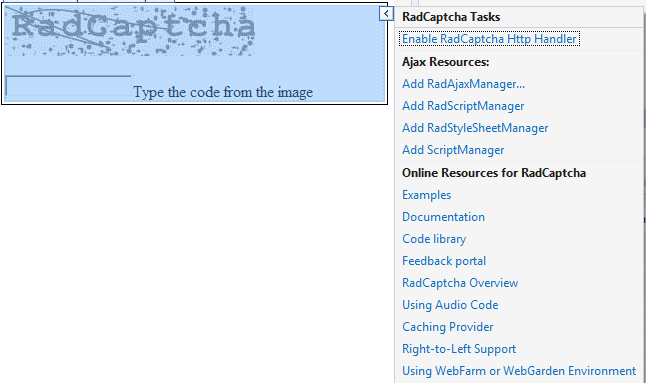 RadCaptcha
Type the code from the image
RadCaptcha Tasks
Enable RadCaptcha Http Handler
Ajax Resources:
Add RadAjaxManager...
Add RadScriptManager
Add RadStyleSheetManager
Add ScriptManager
Online Resources for RadCaptcha
Examples
Documentation
Code library
Feedback portal
RadCaptcha Overview
Using Audio Code
Caching Provider
Right-to-Left Support
Using WebFarm or WebGarden Environment